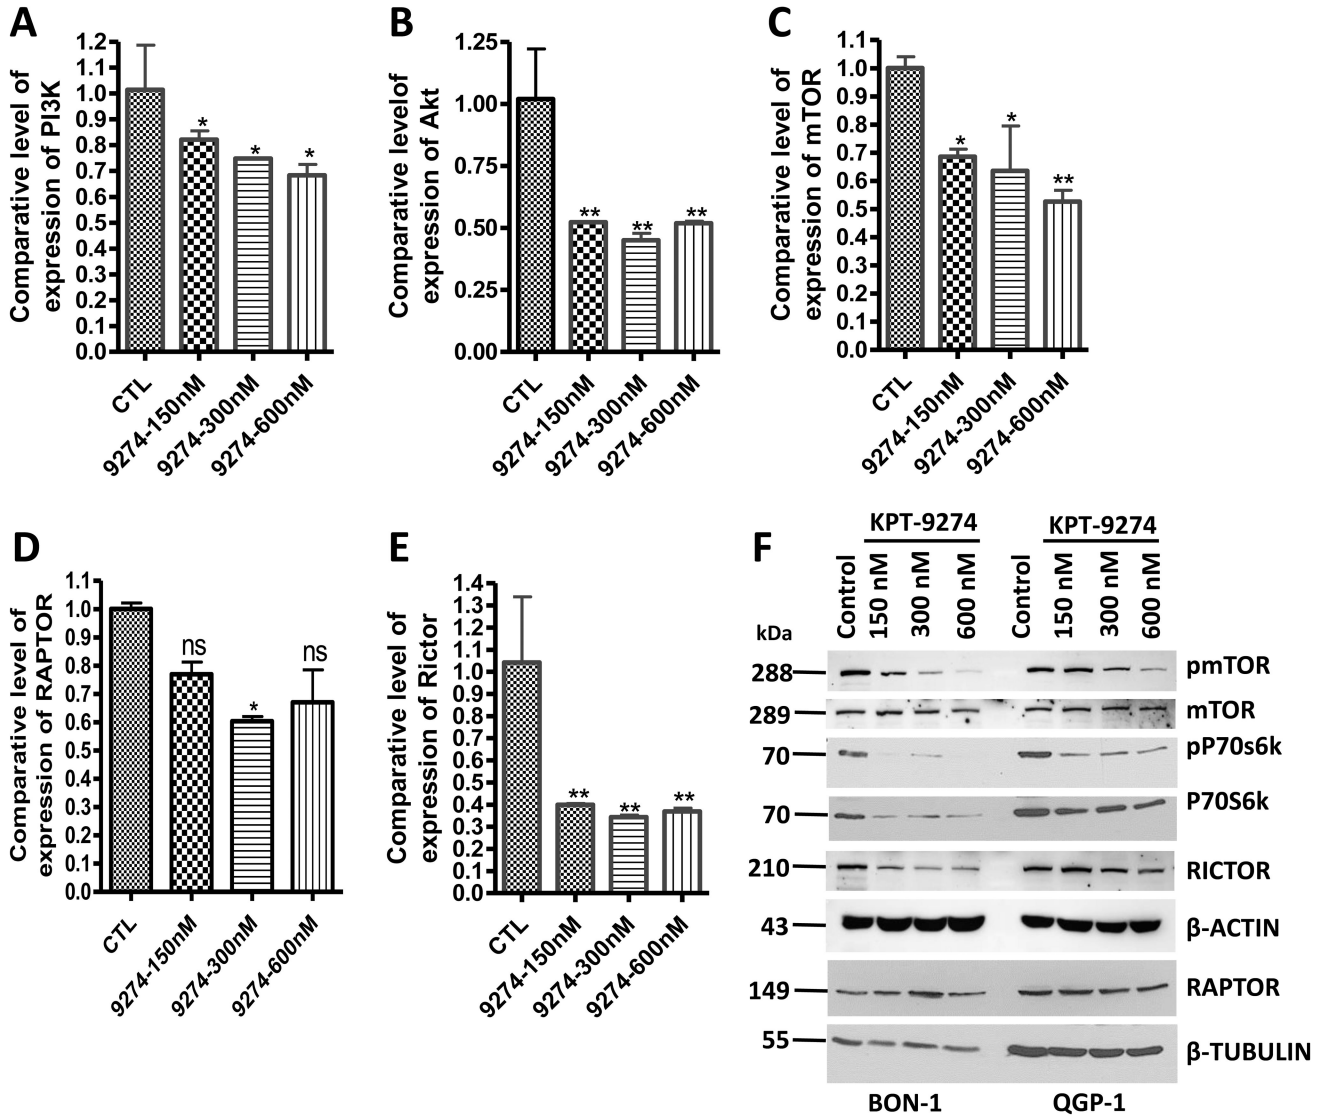 A
Comparative level of
expression of PI3K
1.2
1.1
1.0
0.9
0.8
0.7
0.6
0.5
0.4
0.3
0.2
0.1
0.0
*
*
*
CTL
9274-150nM
9274-300nM
9274-600nM
B
Comparative levelof
expression of Akt
1.25
1.00
0.75
0.50
0.25
0.00
**
**
**
CTL
9274-150nM
9274-300nM
9274-600nM
C
Comparative level of
expression of mTOR
1.1
1.0
0.9
0.8
0.7
0.6
0.5
0.4
0.3
0.2
0.1
0.0
*
*
**
CTL
9274-150nM
9274-300nM
9274-600nM
D
Comparative level of
expression of RAPTOR
1.1
1.0
0.9
0.8
0.7
0.6
0.5
0.4
0.3
0.2
0.1
0.0
ns
*
ns
CTL
9274-150nM
9274-300nM
9274-600nM
E
Comparative level of
expression of Rictor
1.4
1.3
1.2
1.1
1.0
0.9
0.8
0.7
0.6
0.5
0.4
0.3
0.2
0.1
0.0
**
**
**
CTL
9274-150nM
9274-300nM
9274-600nM
F
KPT-9274 KPT-9274
Control 150 nM 300 nM 600 nM Control 150 nM 300 nM 600 nM
kDa
288 pmTOR
289 mTOR
70 pP70s6k
70 P70S6k
210 RICTOR
43 β-ACTIN
149 RAPTOR
55 β-TUBULIN
BON-1 QGP-1